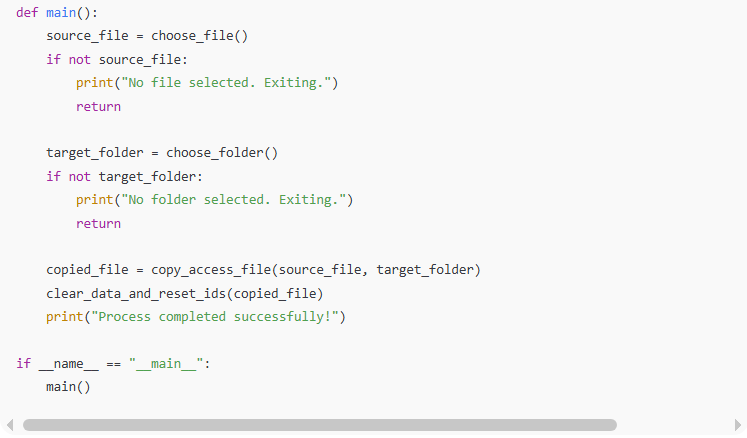 def main():
    source_file = choose_file()
    if not source_file:
        print("No file selected. Exiting.")
        return

    target_folder = choose_folder()
    if not target_folder:
        print("No folder selected. Exiting.")
        return

    copied_file = copy_access_file(source_file, target_folder)
    clear_data_and_reset_ids(copied_file)
    print("Process completed successfully!")

if __name__ == "__main__":
    main()